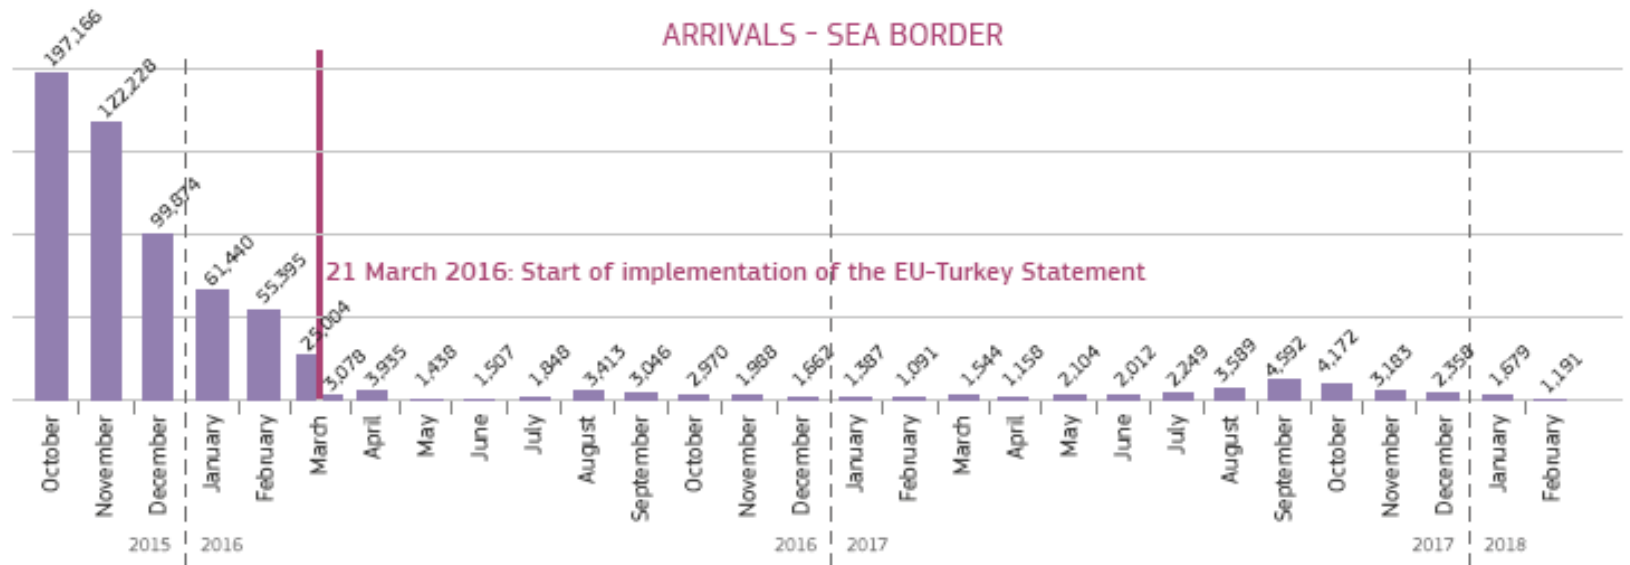 ARRIVALS - SEA BORDER
197,166
122,228
99,874
61,440
55,395
25,004
3,078
3,935
1,438
1,507
1,848
3,413
3,046
2,970
1,988
1,662
1,387
1,091
1,544
1,158
2,104
2,012
2,249
3,589
4,592
4,172
3,183
2,358
1,679
1,191
21 March 2016: Start of implementation of the EU-Turkey Statement
October
November
December
January
February
March
April
May
June
July
August
September
October
November
December
January
February
March
April
May
June
July
August
September
October
November
December
January
February
2015
2016
2016
2017
2017
2018